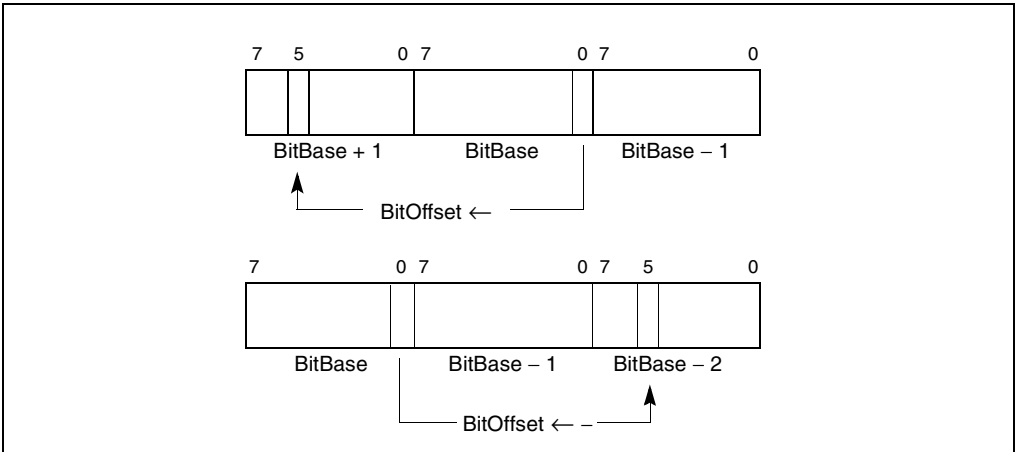 7 5 0 7 0 7 0
BitBase + 1 BitBase BitBase − 1
BitOffset ←
7 0 7 0 7 5 0
BitBase BitBase − 1 BitBase − 2
BitOffset ← −